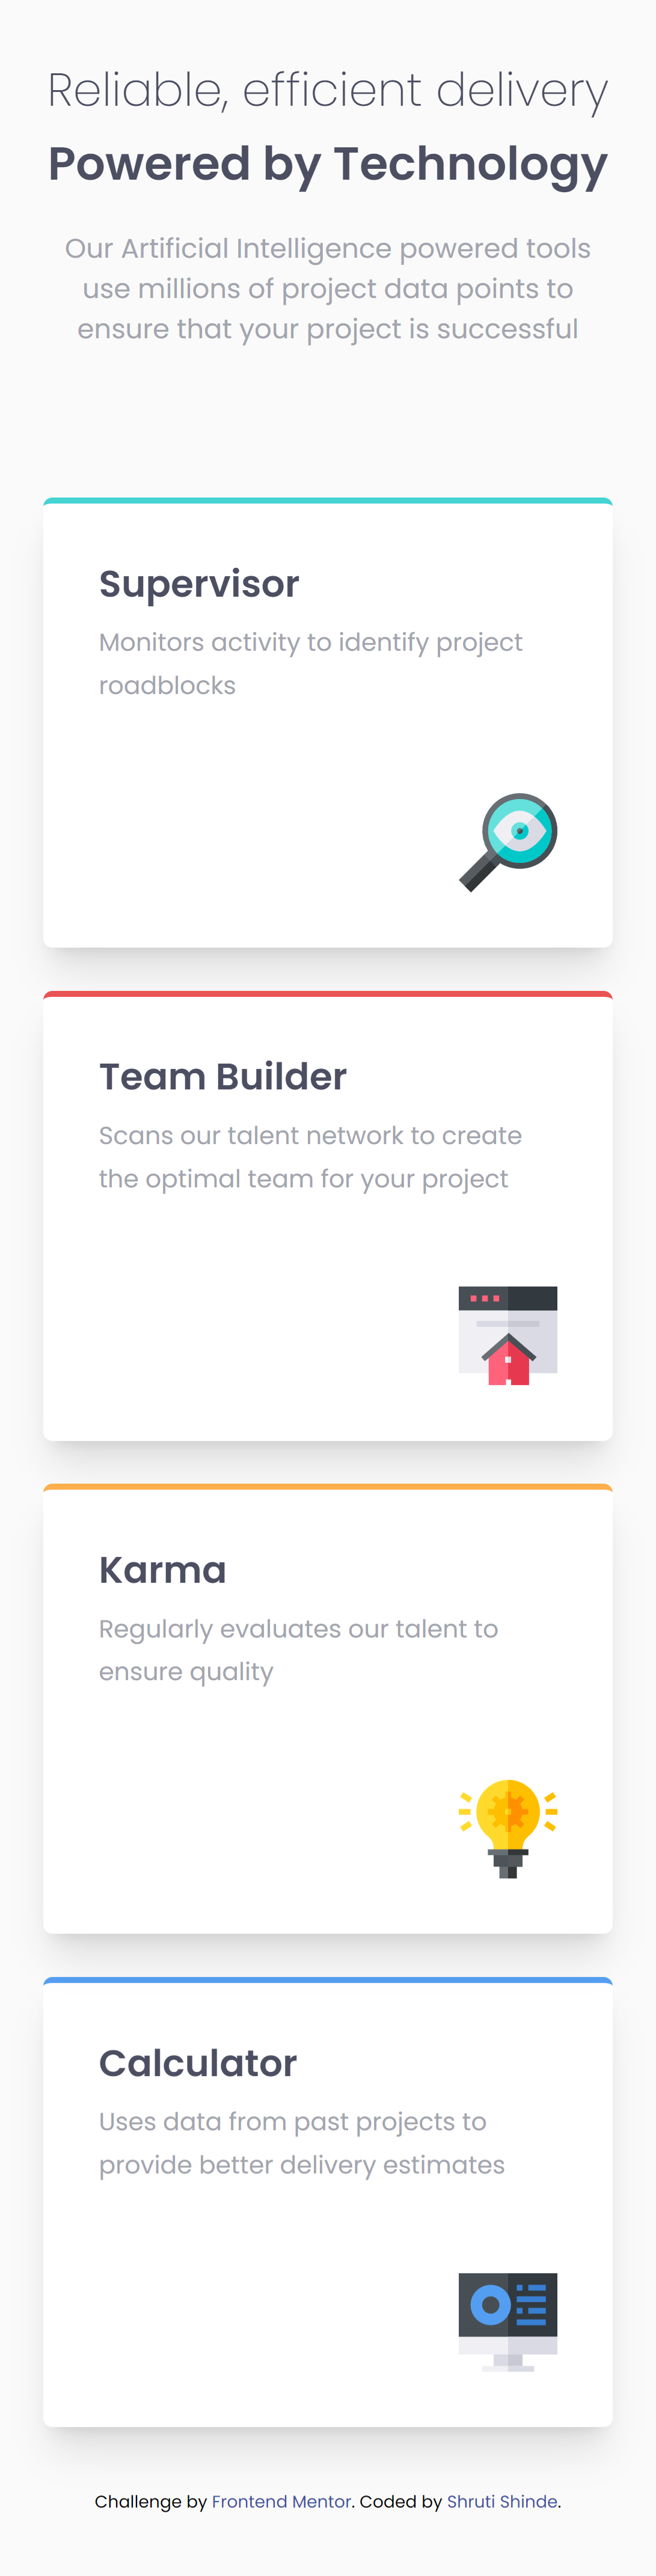 Reliable, efficient delivery
Powered by Technology
Our Artificial Intelligence powered tools
use millions of project data points to
ensure that your project is successful
Supervisor
Monitors activity to identify project
roadblocks
Team Builder
Scans our talent network to create
the optimal team for your project
Karma
Regularly evaluates our talent to
ensure quality
Calculator
Uses data from past projects to
provide better delivery estimates
Challenge by Frontend Mentor. Coded by Shruti Shinde.